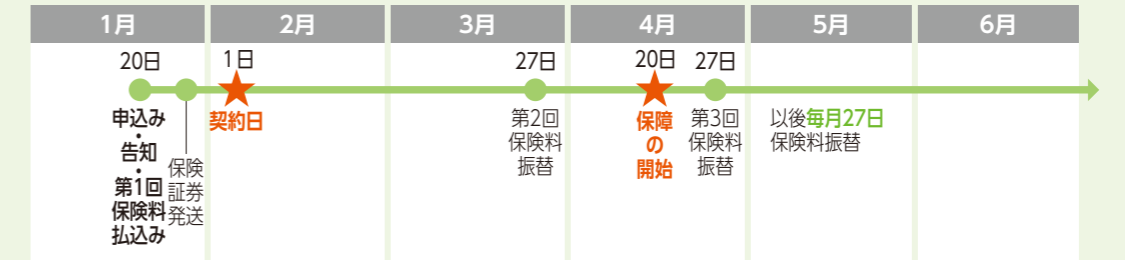 1月
2月
3月
4月
5月
6月
20日
1日
27日
20日
27日
申込み
・
告知
・
第1回
保険料
払込み
保険
証券
発送
契約日
第2回
保険料
振替
保障
の
開始
第3回
保険料
振替
以後毎月27日
保険料振替